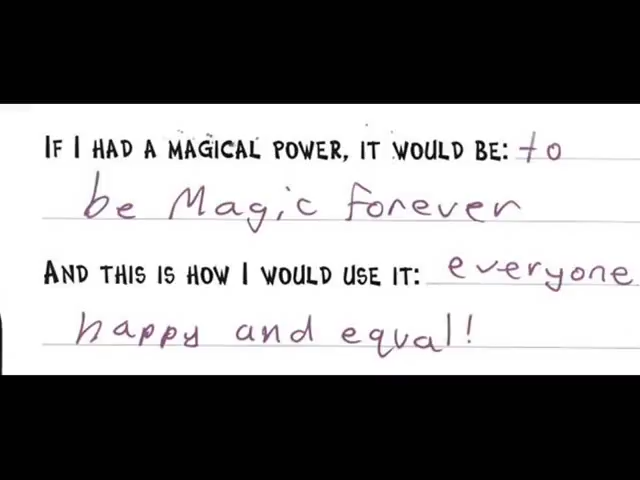 IF I HAD A MAGICAL POWER, IT WOULD BE: to
be Magic forever
AND THIS IS HOW I WOULD USE IT: everyone
happy and equal!